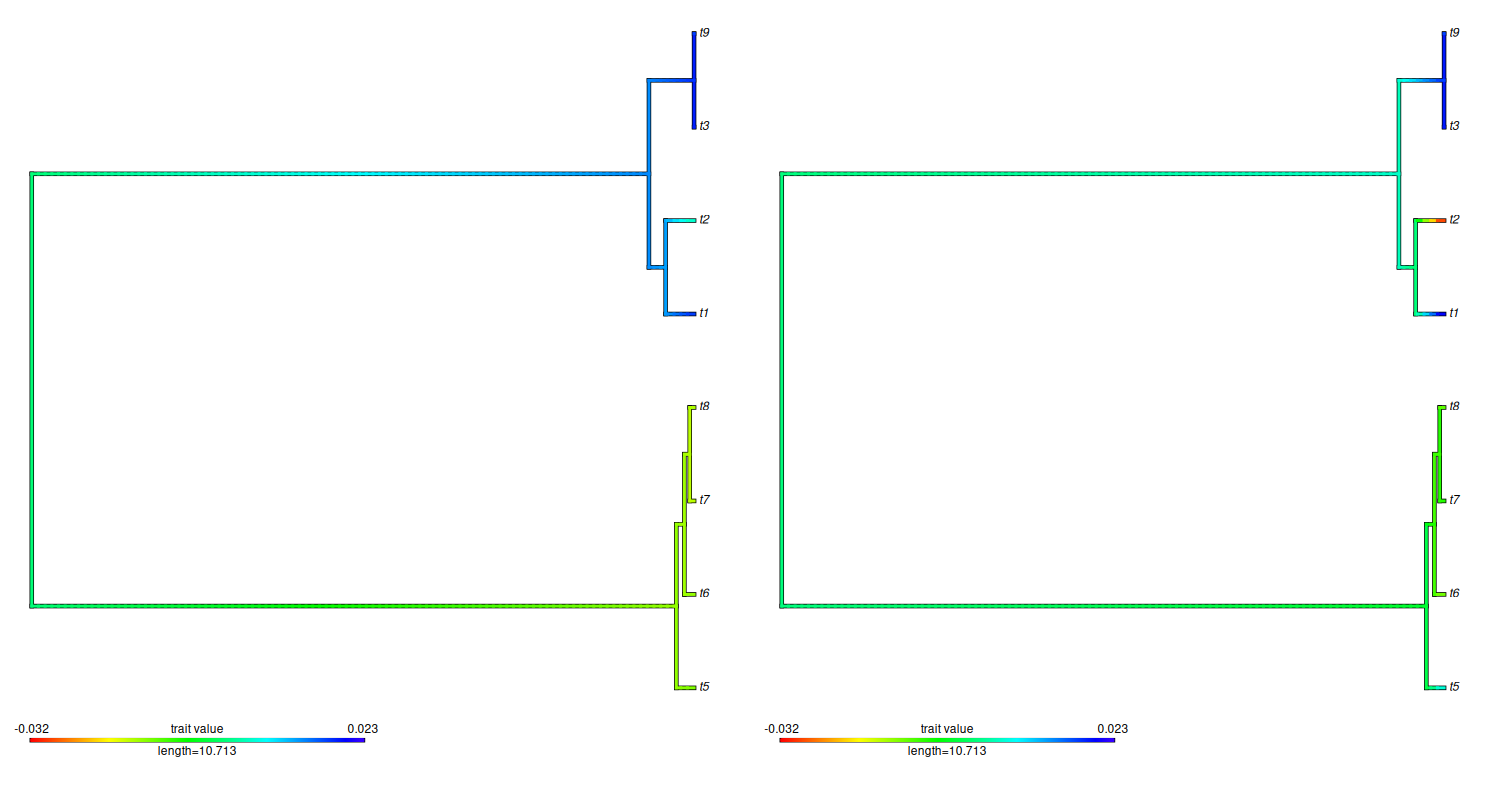 t9
t3
t2
t1
t8
t7
t6
t5
-0.032 trait value 0.023
length=10.713
t9
t3
t2
t1
t8
t7
t6
t5
-0.032 trait value 0.023
length=10.713